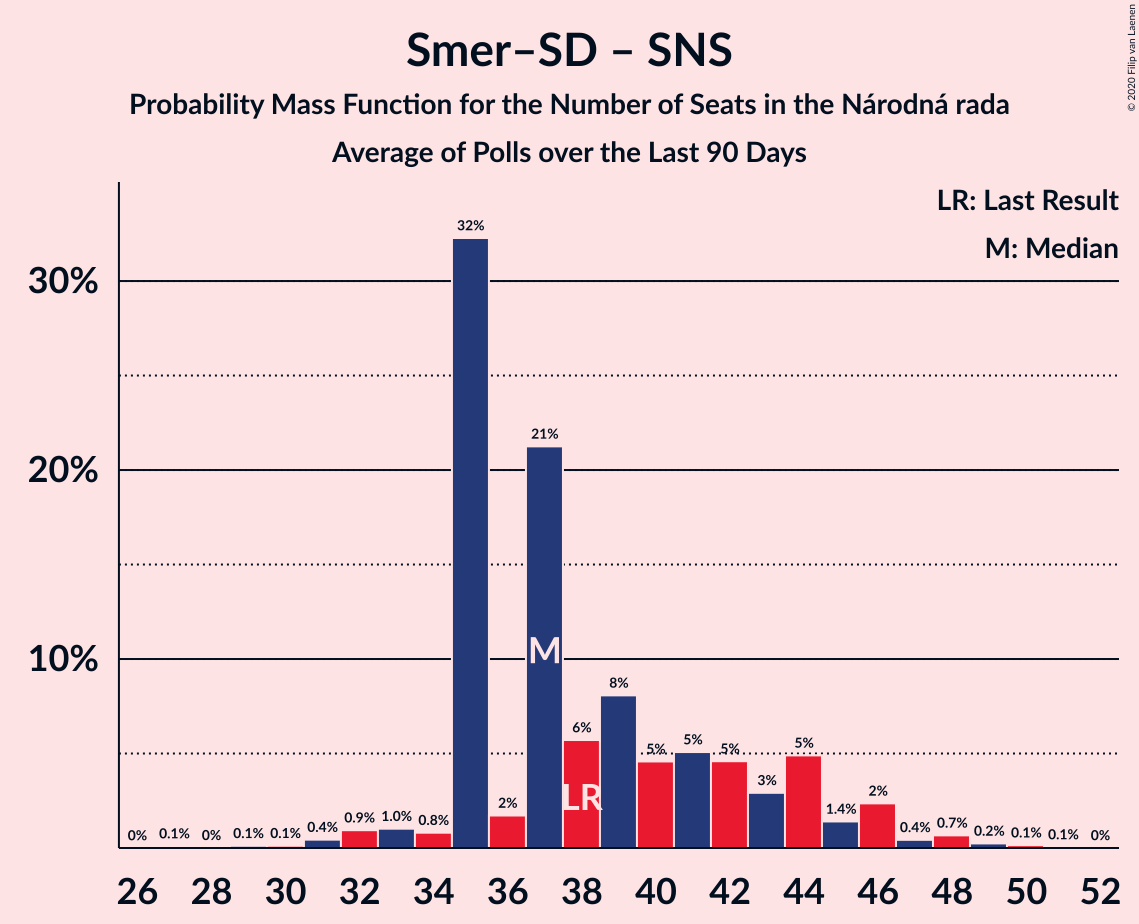 Smer–SD – SNS
Probability Mass Function for the Number of Seats in the Národná rada
Average of Polls over the Last 90 Days
© 2020 Filip van Laenen
LR: Last Result
M: Median
30%
20%
10%
0% 0.1% 0% 0.1% 0.1% 0.4% 0.9% 1.0% 0.8% 32% 2% 21% 6% 8% 5% 5% 5% 3% 5% 1.4% 2% 0.4% 0.7% 0.2% 0.1% 0.1% 0%
M
LR
26 28 30 32 34 36 38 40 42 44 46 48 50 52